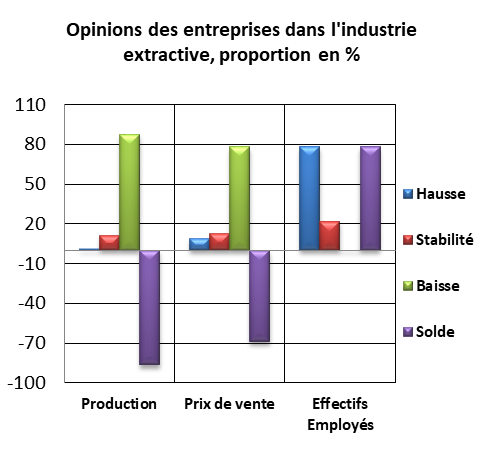 Opinions des entreprises dans l'industrie
extractive, proportion en %
110
80
50
20
-10
-40
-70
-100
Production
Prix de vente
Effectifs
Employés
Hausse
Stabilité
Baisse
Solde